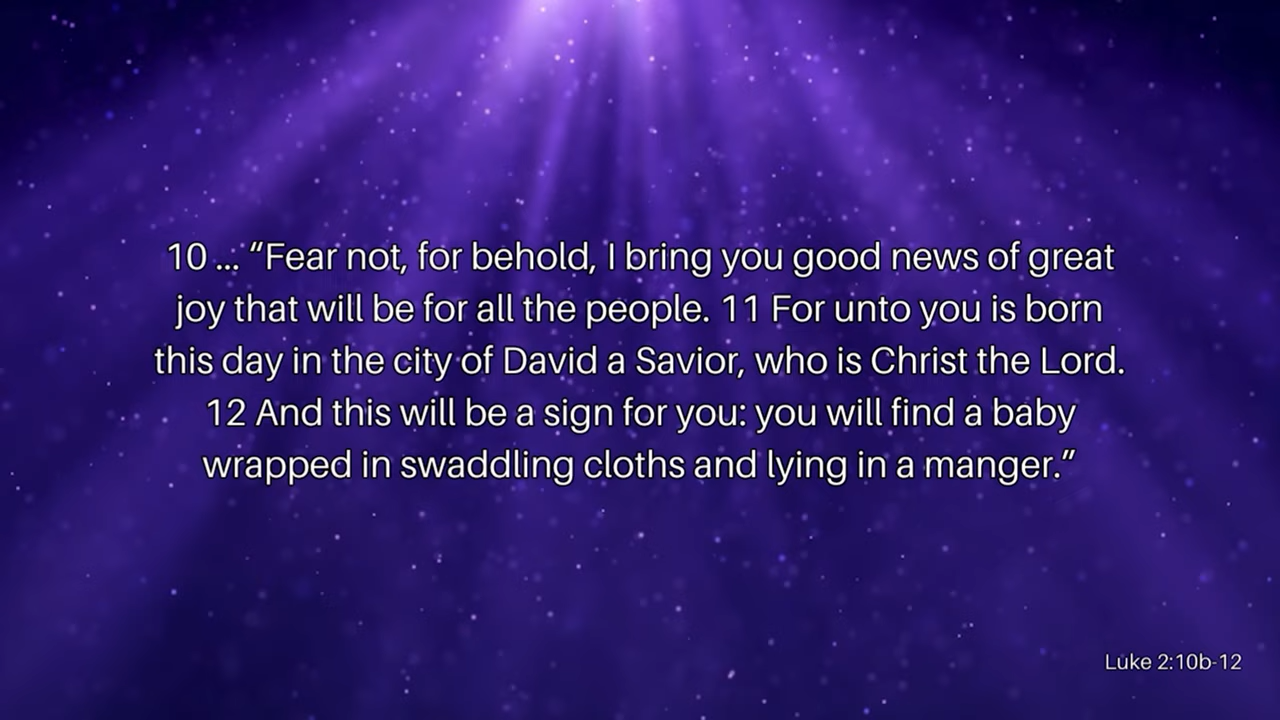 10 ... “Fear not, for behold, I bring you good news of great
joy that will be for all the people. 11 For unto you is born
this day in the city of David a Savior, who is Christ the Lord.
12 And this will be a sign for you: you will find a baby
wrapped in swaddling cloths and lying in a manger.”
Luke 2:10b-12